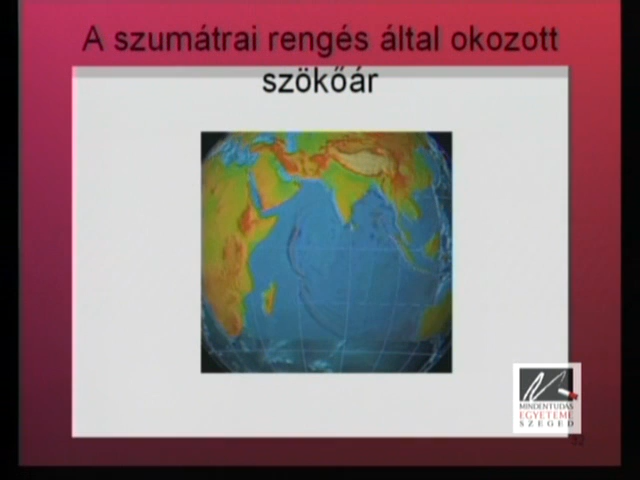 A szumátrai rengés által okozott
szökőár
MINDENTUDÁS
EGYETEME
SZEGED